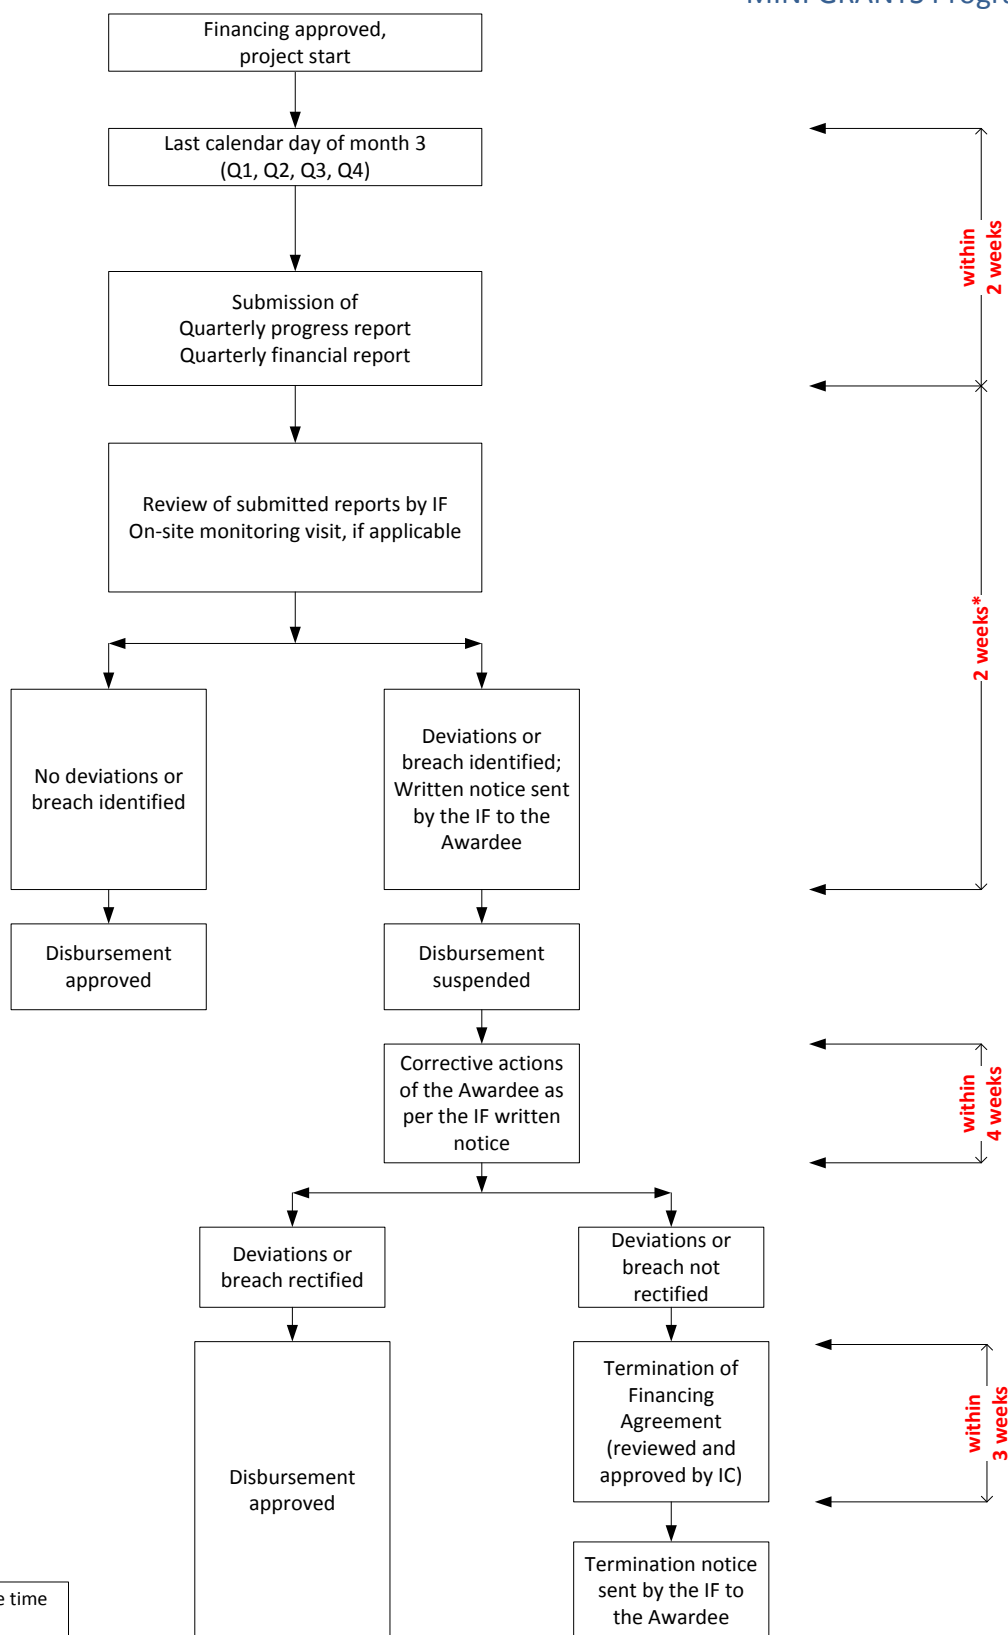 MINI GRANTS
Financing approved,
project start
Last calendar day of month 3
(Q1, Q2, Q3, Q4)
within
2 weeks
Submission of
Quarterly progress report
Quarterly financial report
Review of submitted reports by IF
On-site monitoring visit, if applicable
2 weeks*
No deviations or
breach identified
Deviations or
breach identified;
Written notice sent
by the IF to the
Awardee
Disbursement
approved
Disbursement
suspended
Corrective actions
of the Awardee as
per the IF written
notice
within
4 weeks
Deviations or
breach rectified
Deviations or
breach not
rectified
Disbursement
approved
Termination of
Financing
Agreement
(reviewed and
approved by IC)
within
3 weeks
Termination notice
sent by the IF to
the Awardee
time